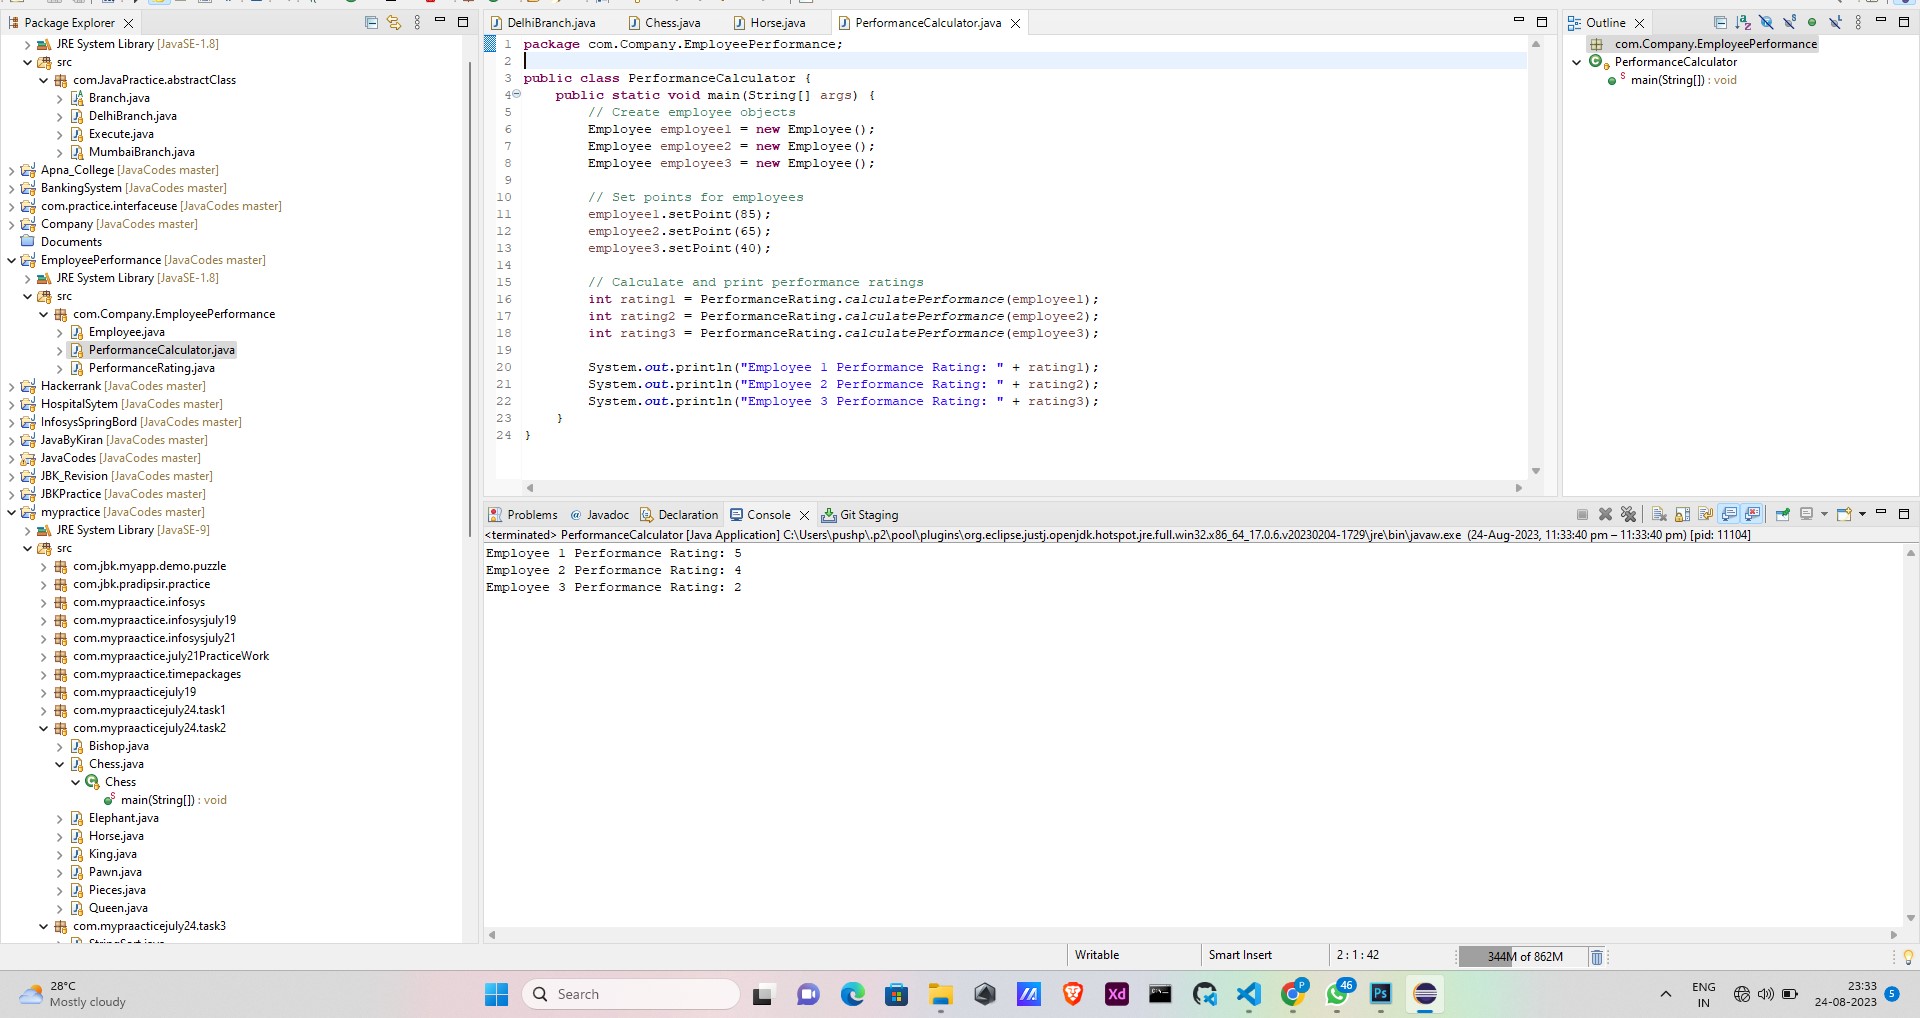 Package Explorer
JRE System Library [JavaSE-1.8]
src
com.JavaPractice.abstractClass
Branch.java
DelhiBranch.java
Execute.java
MumbaiBranch.java
Apna_College [JavaCodes master]
BankingSystem [JavaCodes master]
com.practice.interfaceuse [JavaCodes master]
Company [JavaCodes master]
Documents
EmployeePerformance [JavaCodes master]
JRE System Library [JavaSE-1.8]
src
com.Company.EmployeePerformance
Employee.java
PerformanceCalculator.java
PerformanceRating.java
Hackerrank [JavaCodes master]
HospitalSytem [JavaCodes master]
InfosysSpringBord [JavaCodes master]
JavaByKiran [JavaCodes master]
JavaCodes [JavaCodes master]
JBK_Revision [JavaCodes master]
JBKPractice [JavaCodes master]
mypractice [JavaCodes master]
JRE System Library [JavaSE-9]
src
com.jbk.myapp.demo.puzzle
com.jbk.pradipsir.practice
com.mypraactice.infosys
com.mypraactice.infosysjuly19
com.mypraactice.infosysjuly21
com.mypraactice.july21PracticeWork
com.mypraactice.timepackages
com.mypraacticejuly19
com.mypraacticejuly24.task1
com.mypraacticejuly24.task2
Bishop.java
Chess.java
Chess
main(String[]) : void
Elephant.java
Horse.java
King.java
Pawn.java
Pieces.java
Queen.java
com.mypraacticejuly24.task3
DelhiBranch.java Chess.java Horse.java PerformanceCalculator.java
1 package com.Company.EmployeePerformance;
2
3 public class PerformanceCalculator {
4 public static void main(String[] args) {
5 // Create employee objects
6 Employee employee1 = new Employee();
7 Employee employee2 = new Employee();
8 Employee employee3 = new Employee();
9
10 // Set points for employees
11 employee1.setPoint(85);
12 employee2.setPoint(65);
13 employee3.setPoint(40);
14
15 // Calculate and print performance ratings
16 int rating1 = PerformanceRating.calculatePerformance(employee1);
17 int rating2 = PerformanceRating.calculatePerformance(employee2);
18 int rating3 = PerformanceRating.calculatePerformance(employee3);
19
20 System.out.println("Employee 1 Performance Rating: " + rating1);
21 System.out.println("Employee 2 Performance Rating: " + rating2);
22 System.out.println("Employee 3 Performance Rating: " + rating3);
23 }
24 }
Outline
com.Company.EmployeePerformance
PerformanceCalculator
main(String[]) : void
Problems @ Javadoc Declaration Console Git Staging
<terminated> PerformanceCalculator [Java Application] C:\Users\pushp\.p2\pool\plugins\org.eclipse.justj.openjdk.hotspot.jre.full.win32.x86_64_17.0.6.v20230204-1729\jre\bin\javaw.exe (24-Aug-2023, 11:33:40 pm – 11:33:40 pm) [pid: 11104]
Employee 1 Performance Rating: 5
Employee 2 Performance Rating: 4
Employee 3 Performance Rating: 2
Writable Smart Insert 2 : 1 : 42 344M of 862M
28°C
Mostly cloudy
Search
Xd
P
46
Ps
ENG
IN
23:33
24-08-2023
5